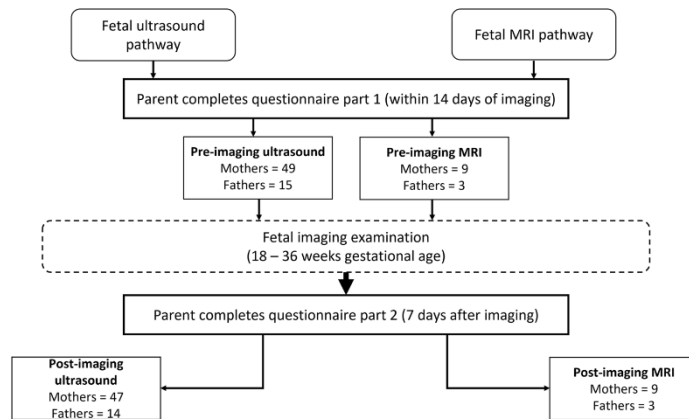 Fetal ultrasound
pathway
Fetal MRI pathway
Parent completes questionnaire part 1 (within 14 days of imaging)
Pre-imaging ultrasound
Mothers = 49
Fathers = 15
Pre-imaging MRI
Mothers = 9
Fathers = 3
Fetal imaging examination
(18 – 36 weeks gestational age)
Parent completes questionnaire part 2 (7 days after imaging)
Post-imaging
ultrasound
Mothers = 47
Fathers = 14
Post-imaging MRI
Mothers = 9
Fathers = 3